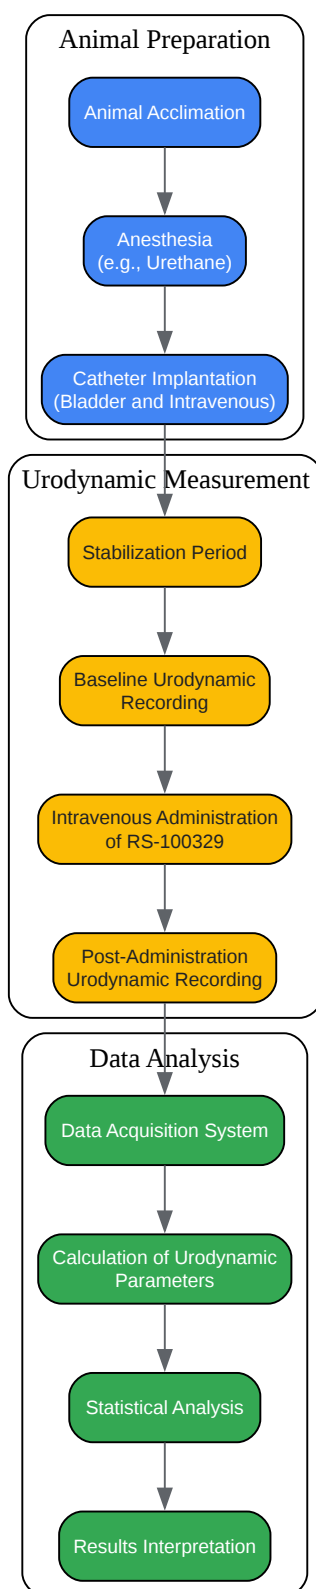 Animal Preparation
Animal Acclimation
Anesthesia
(e.g., Urethane)
Catheter Implantation
(Bladder and Intravenous)
Urodynamic Measurement
Stabilization Period
Baseline Urodynamic
Recording
Intravenous Administration
of RS-100329
Post-Administration
Urodynamic Recording
Data Analysis
Data Acquisition System
Calculation of Urodynamic
Parameters
Statistical Analysis
Results Interpretation